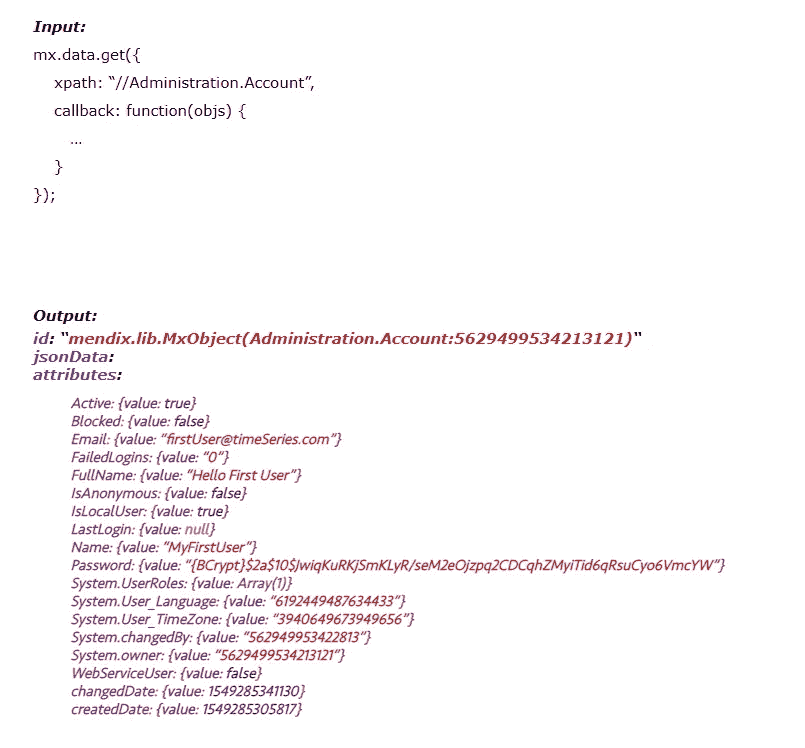 Input:
mx.data.get({
xpath: “//Administration.Account”,
callback: function(objs) {
...
}
});
Output:
id: “mendix.lib.MxObject(Administration.Account:5629499534213121)“
jsonData:
attributes:
Active: {value: true}
Blocked: {value: false}
Email: {value: “firstUser@timeSeries.com”}
FailedLogins: {value: “0”}
FullName: {value: “Hello First User”}
IsAnonymous: {value: false}
IsLocalUser: {value: true}
LastLogin: {value: null}
Name: {value: “MyFirstUser”}
Password: {value: “{BCrypt}$2a$10$JwiqKuRKjSmKLyR/seM2eOjzpq2CDCqhZMyiTid6qRsuCyo6VmcYW”}
System.UserRoles: {value: Array(1)}
System.User_Language: {value: “6192449487634433”}
System.User_TimeZone: {value: “3940649673949656”}
System.changedBy: {value: “562949953422813”}
System.owner: {value: “5629499534213121”}
WebServiceUser: {value: false}
changedDate: {value: 1549285341130}
createdDate: {value: 1549285305817}